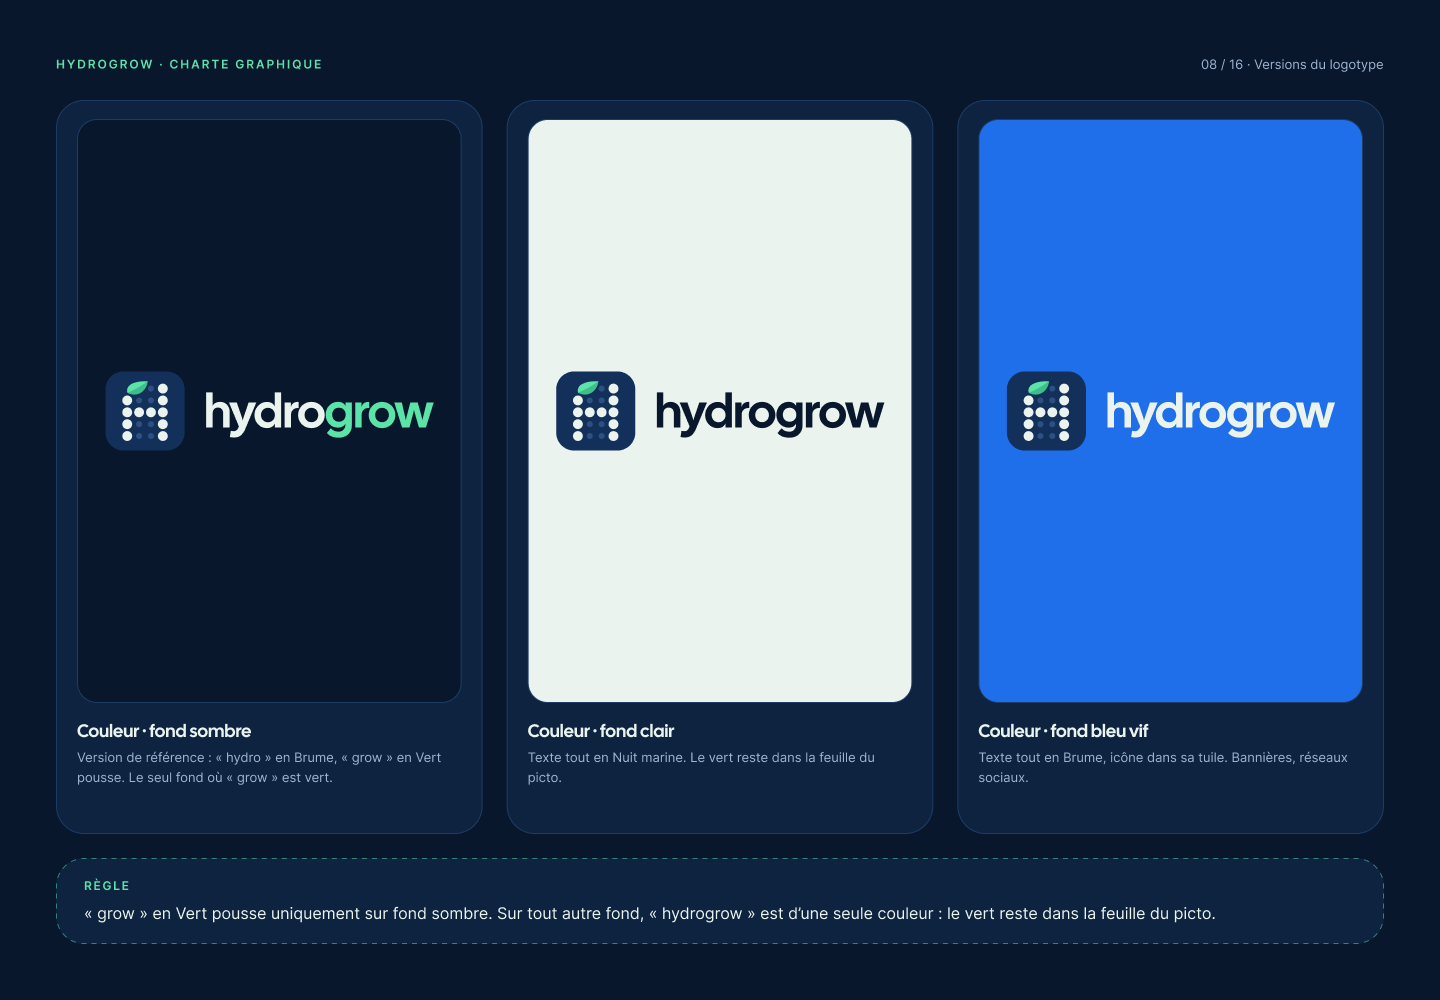 HYDROGROW · CHARTE GRAPHIQUE
08 / 16 · Versions du logotype
hydrogrow
hydrogrow
hydrogrow
Couleur · fond sombre
Version de référence : « hydro » en Brume, « grow » en Vert
pousse. Le seul fond où « grow » est vert.
Couleur · fond clair
Texte tout en Nuit marine. Le vert reste dans la feuille du
picto.
Couleur · fond bleu vif
Texte tout en Brume, icône dans sa tuile. Bannières, réseaux
sociaux.
RÈGLE
« grow » en Vert pousse uniquement sur fond sombre. Sur tout autre fond, « hydrogrow » est d’une seule couleur : le vert reste dans la feuille du picto.